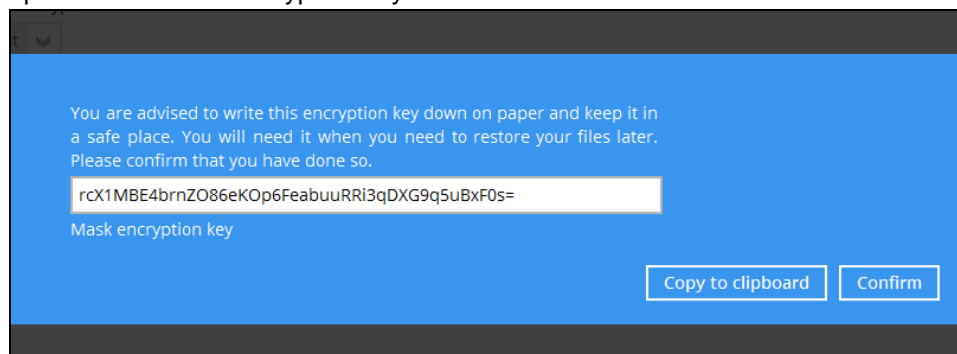 You are advised to write this encryption key down on paper and keep it in
a safe place. You will need it when you need to restore your files later.
Please confirm that you have done so.
rcX1MBE4brnZO86eKOp6FeabuuRRi3qDXG9q5uBxF0s=
Mask encryption key
Copy to clipboard Confirm